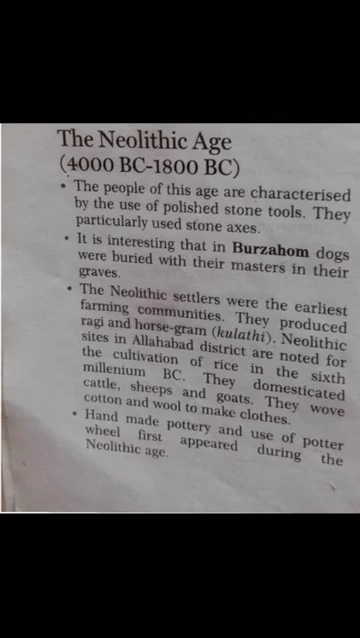 The Neolithic Age
(4000 BC-1800 BC)
• The people of this age are characterised
by the use of polished stone tools. They
particularly used stone axes.
• It is interesting that in Burzahom dogs
were buried with their masters in their
graves.
• The Neolithic settlers were the earliest
farming communities. They produced
ragi and horse-gram (kulathi). Neolithic
sites in Allahabad district are noted for
the cultivation of rice in the sixth
millenium BC. They domesticated
cattle, sheeps and goats. They wove
cotton and wool to make clothes.
• Hand made pottery and use of potter
wheel first appeared during the
Neolithic age.